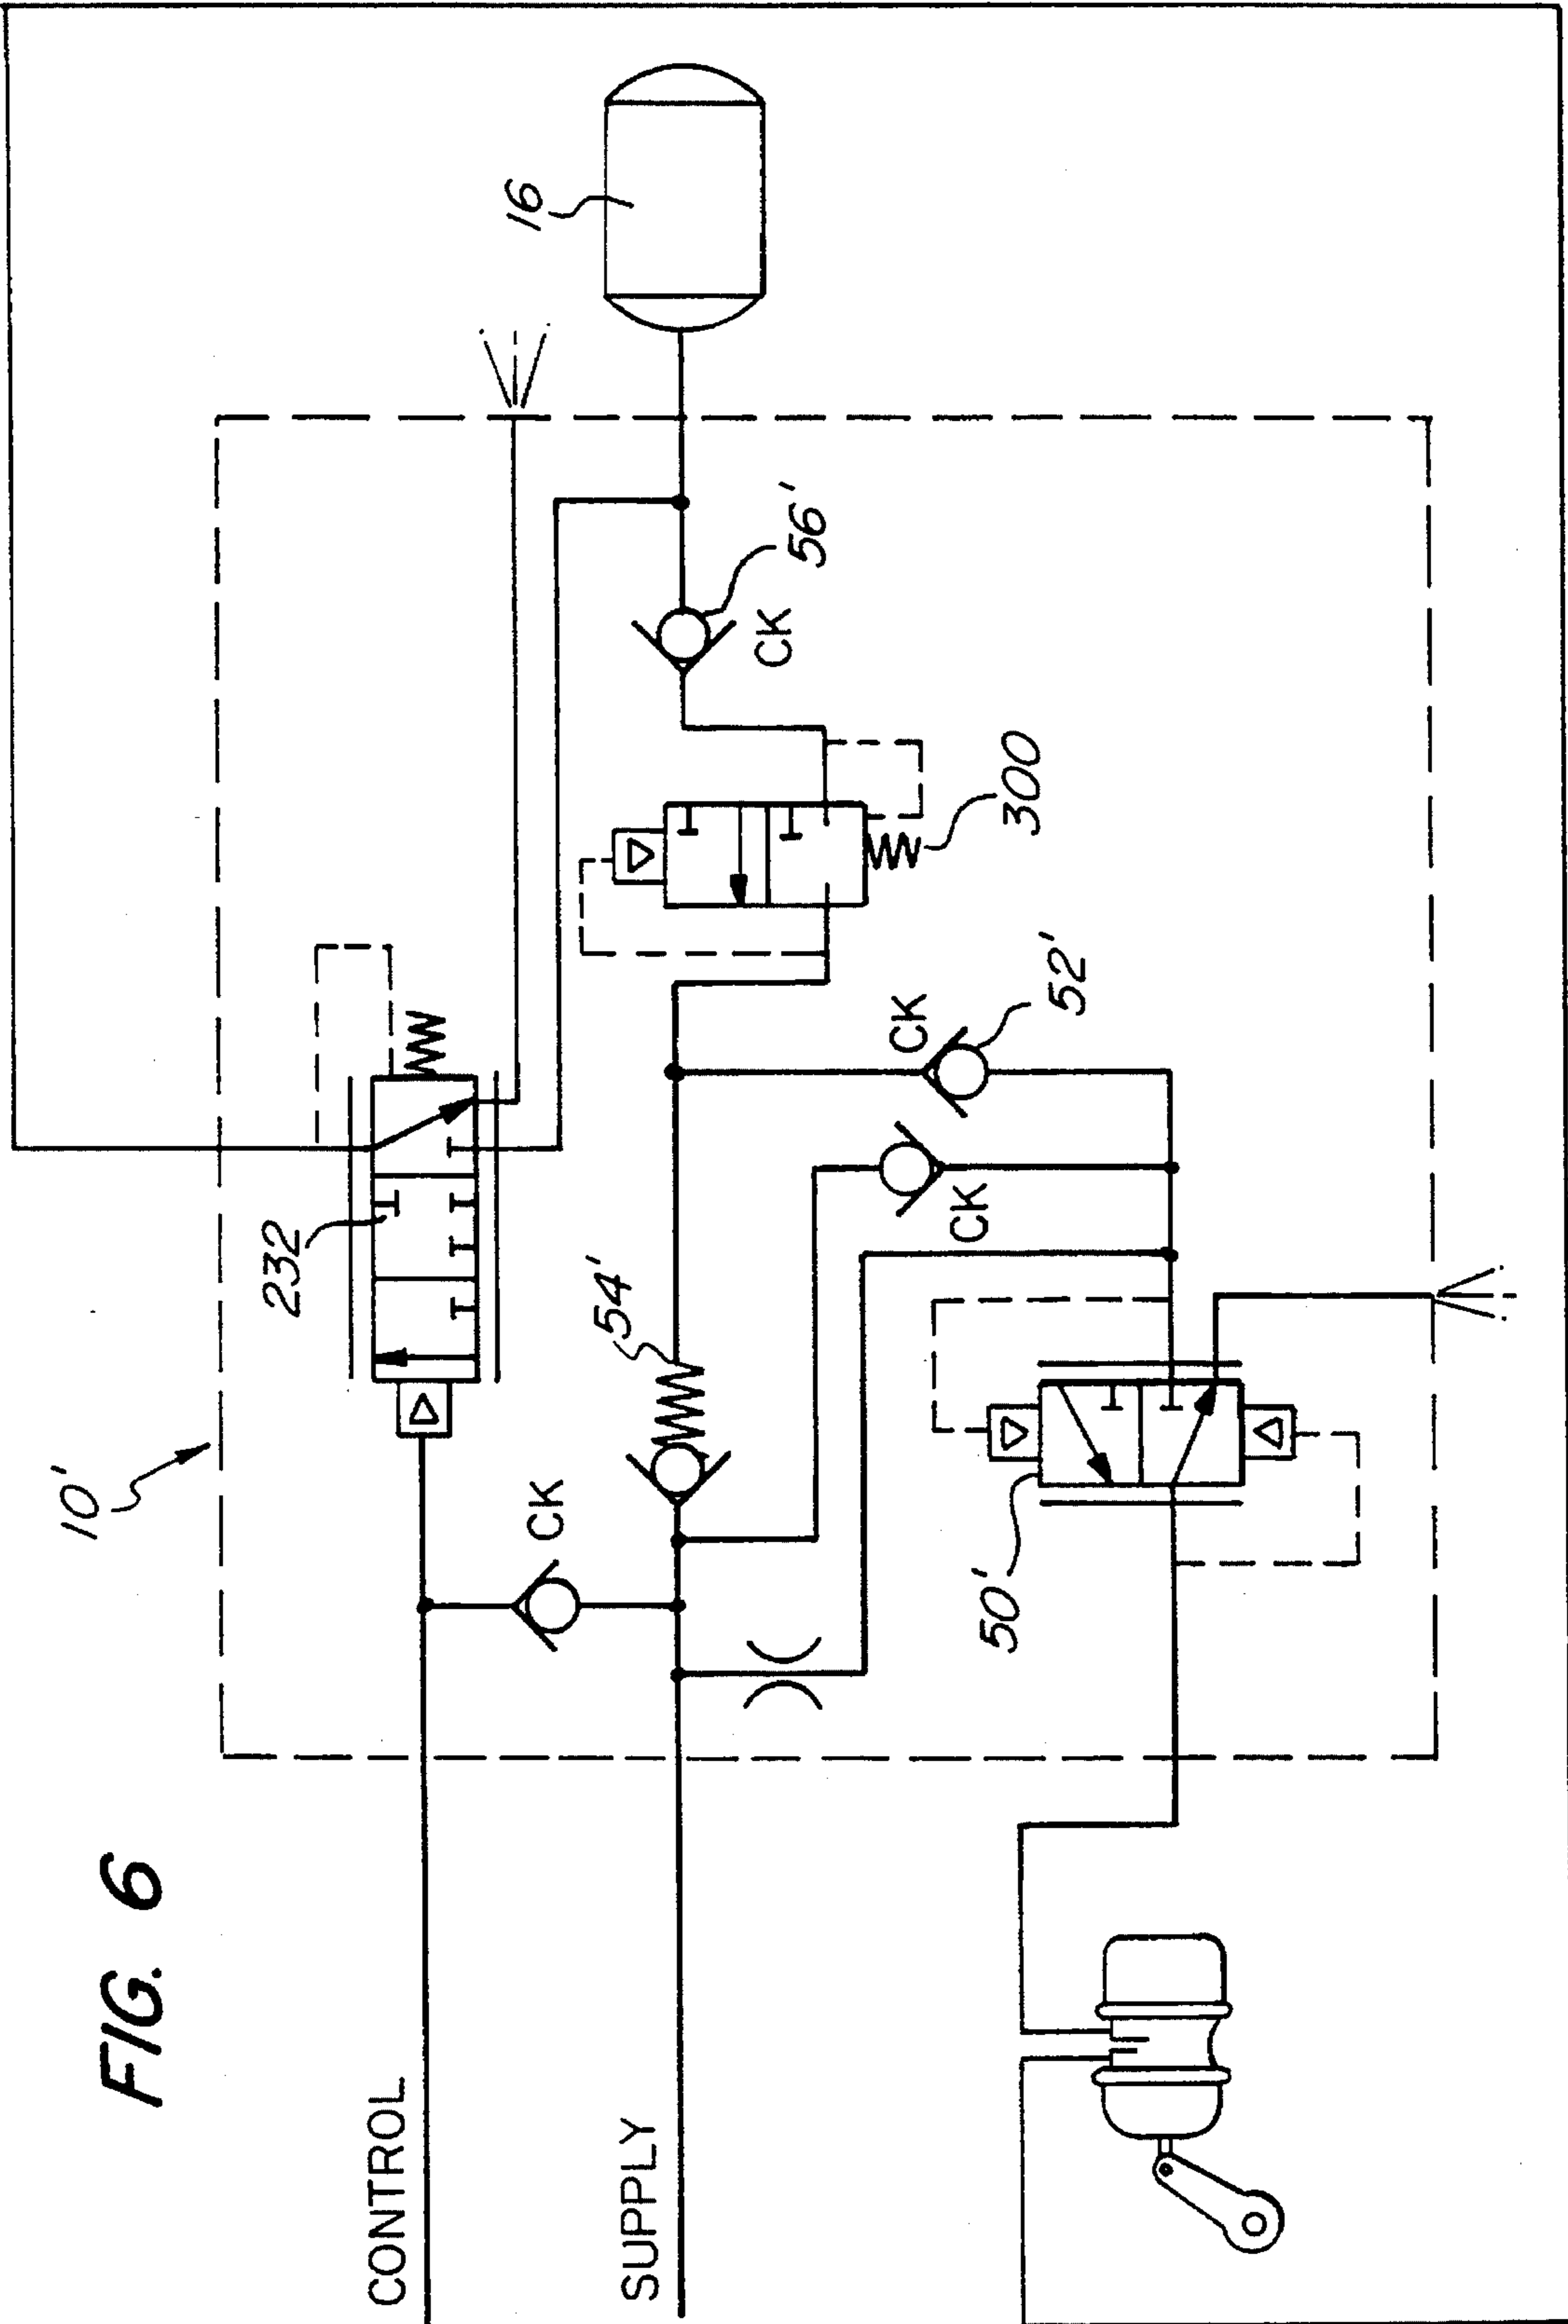 FIG. 6
10'
CONTROL
SUPPLY
232
CK
54'
16
56'
CK
300
CK
52'
CK
50'